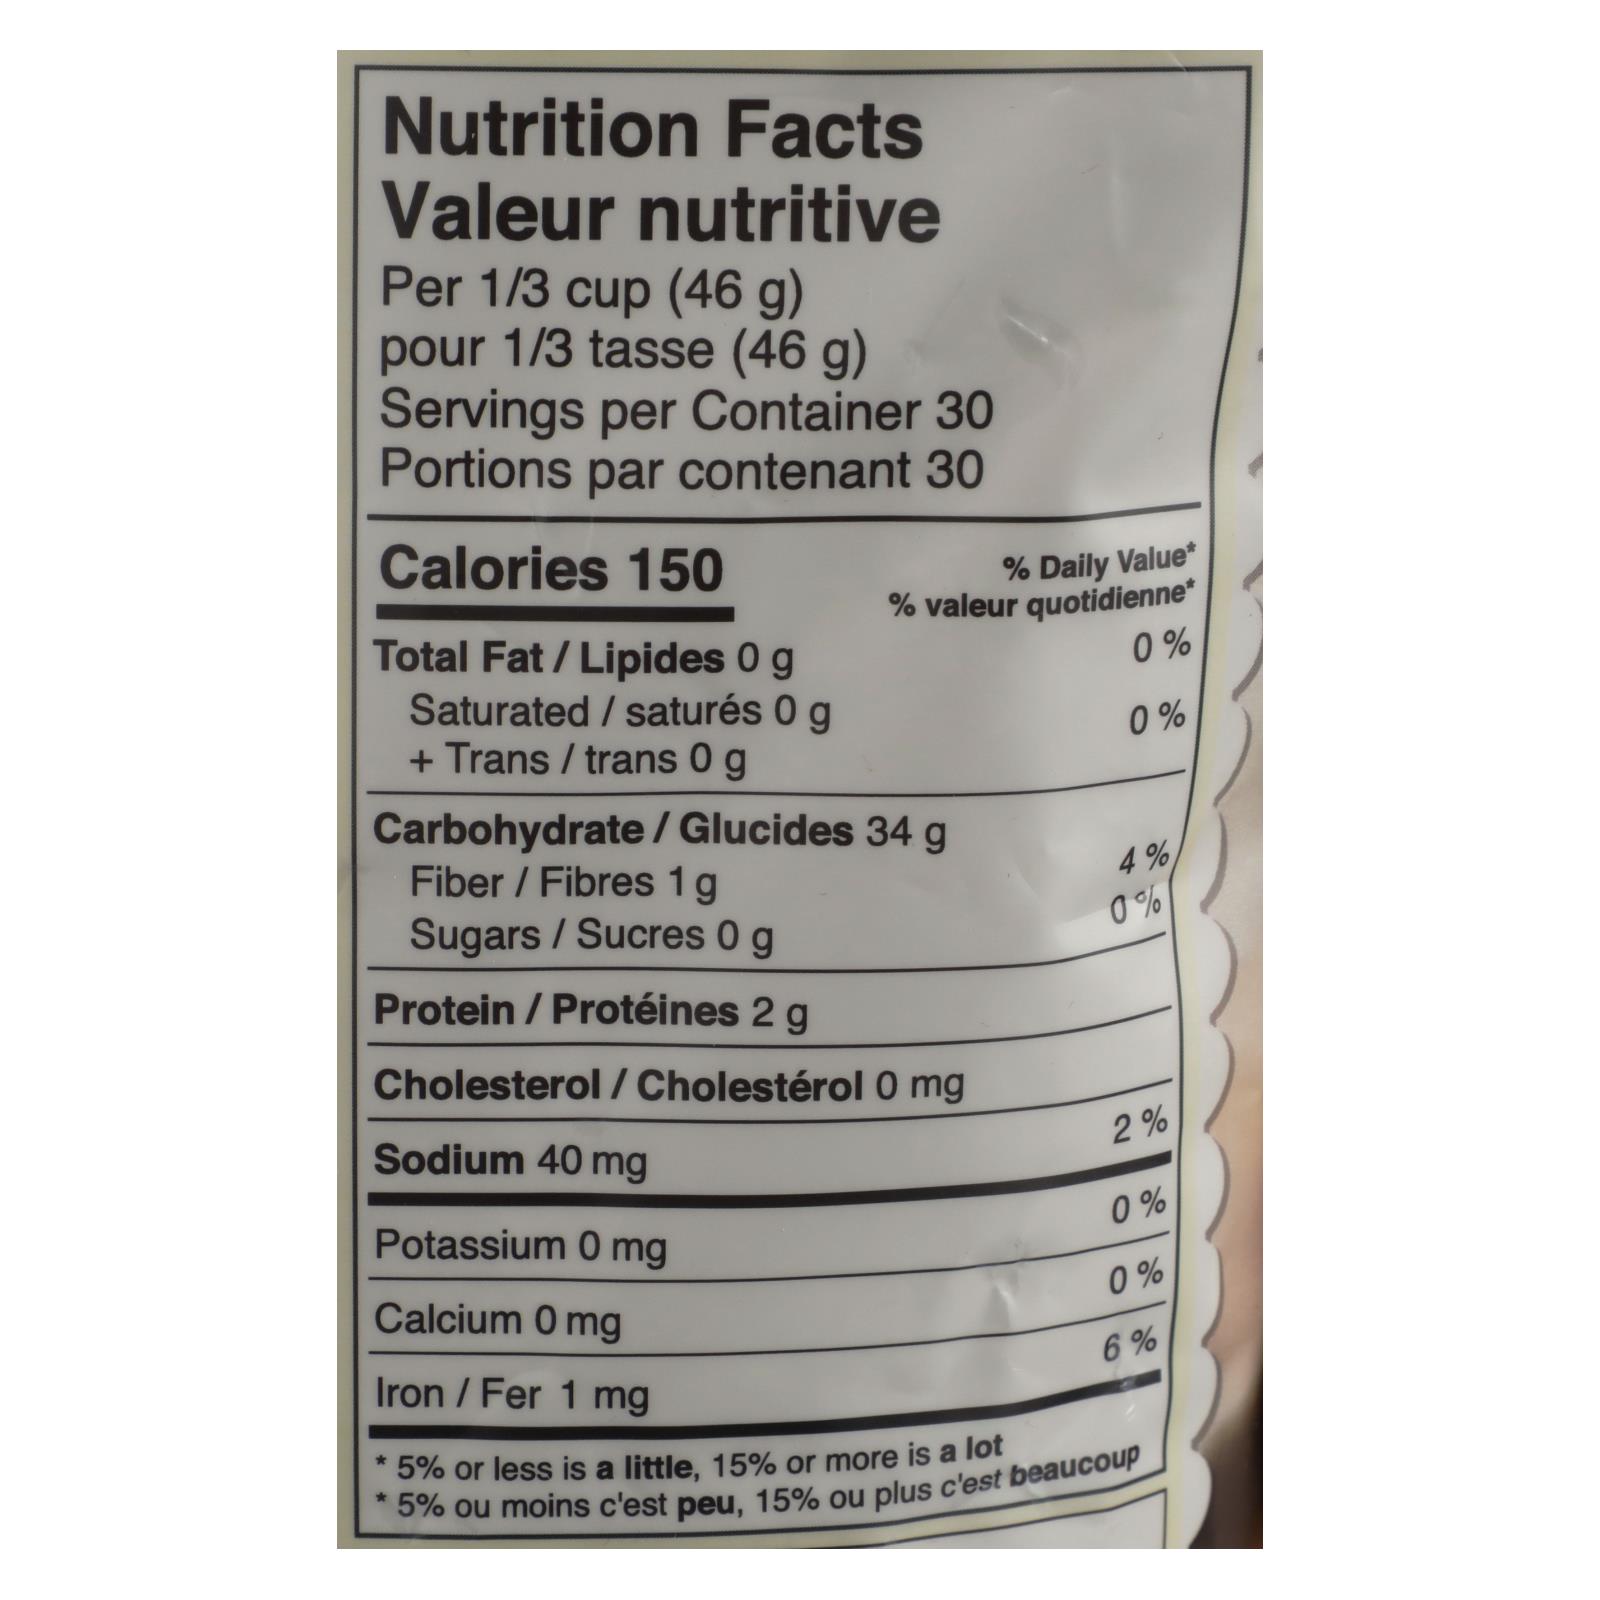 Nutrition Facts
Valeur nutritive
Per 1/3 cup (46 g)
pour 1/3 tasse (46 g)
Servings per Container 30
Portions par contenant 30
Calories 150
% Daily Value*
% valeur quotidienne*
Total Fat / Lipides 0 g 0 %
Saturated / saturés 0 g 0 %
+ Trans / trans 0 g
Carbohydrate / Glucides 34 g
Fiber / Fibres 1 g 4 %
Sugars / Sucres 0 g 0 %
Protein / Protéines 2 g
Cholesterol / Cholestérol 0 mg
Sodium 40 mg 2 %
Potassium 0 mg 0 %
Calcium 0 mg 0 %
Iron / Fer 1 mg 6 %
* 5% or less is a little, 15% or more is a lot
* 5% ou moins c'est peu, 15% ou plus c'est beaucoup